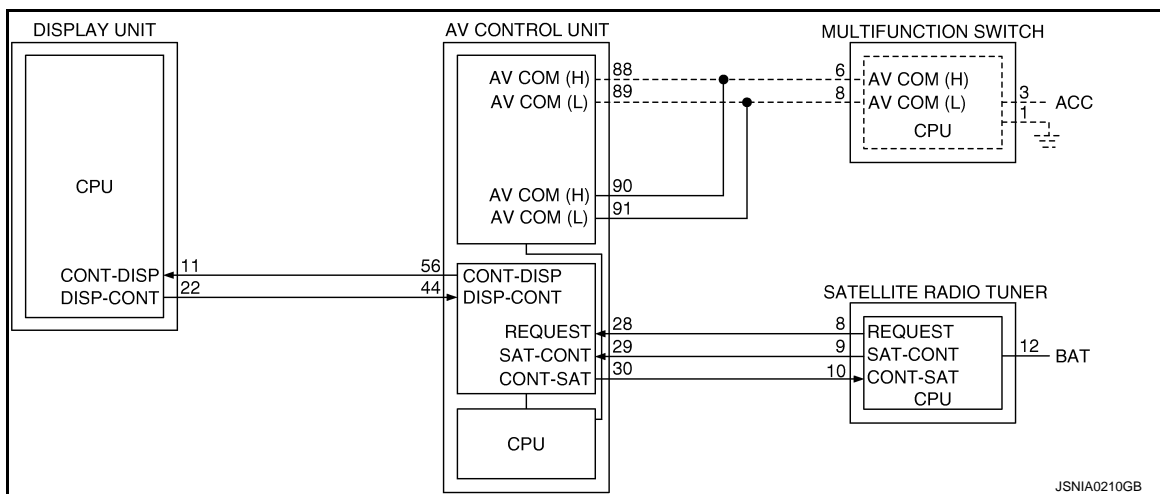 DISPLAY UNIT
AV CONTROL UNIT
MULTIFUNCTION SWITCH
CPU
CONT-DISP
DISP-CONT
11
22
56
44
AV COM (H)
AV COM (L)
88
89
AV COM (H)
AV COM (L)
90
91
CONT-DISP
DISP-CONT
REQUEST
SAT-CONT
CONT-SAT
28
29
30
CPU
6
8
AV COM (H)
AV COM (L)
CPU
3
1
ACC
SATELLITE RADIO TUNER
8
9
10
REQUEST
SAT-CONT
CONT-SAT
CPU
12
BAT
JSNIA0210GB